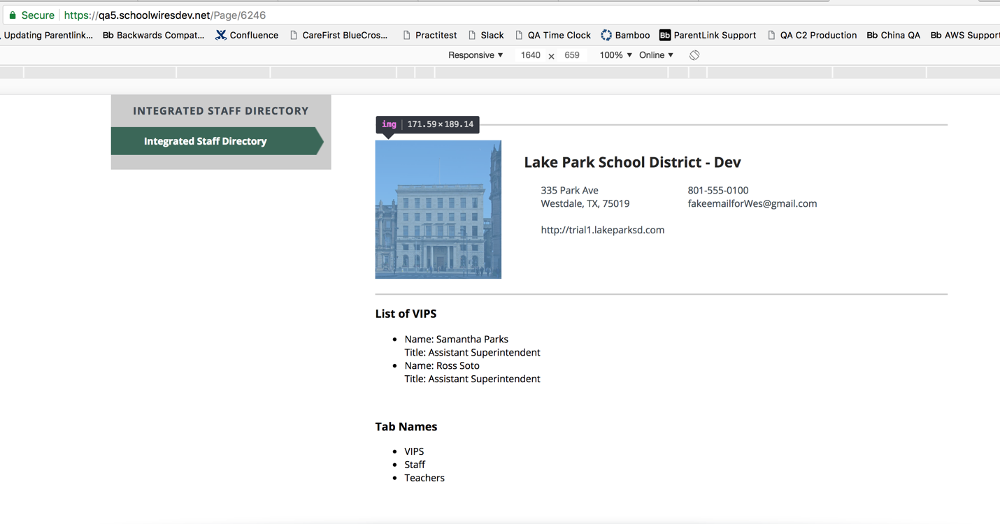 Secure https://qa5.schoolwiresdev.net/Page/6246
Updating Parentlink... Bb Backwards Compat... Confluence CareFirst BlueCros... Practitest Slack QA Time Clock Bamboo Bb ParentLink Support QA C2 Production Bb China QA Bb AWS Support
Responsive ▼ 1640 × 659 100% ▼ Online ▼
INTEGRATED STAFF DIRECTORY
Integrated Staff Directory
img 171.59×189.14
Lake Park School District - Dev
335 Park Ave 801-555-0100
Westdale, TX, 75019 fakeemailforWes@gmail.com
http://trial1.lakeparksd.com
List of VIPS
• Name: Samantha Parks
Title: Assistant Superintendent
• Name: Ross Soto
Title: Assistant Superintendent
Tab Names
• VIPS
• Staff
• Teachers